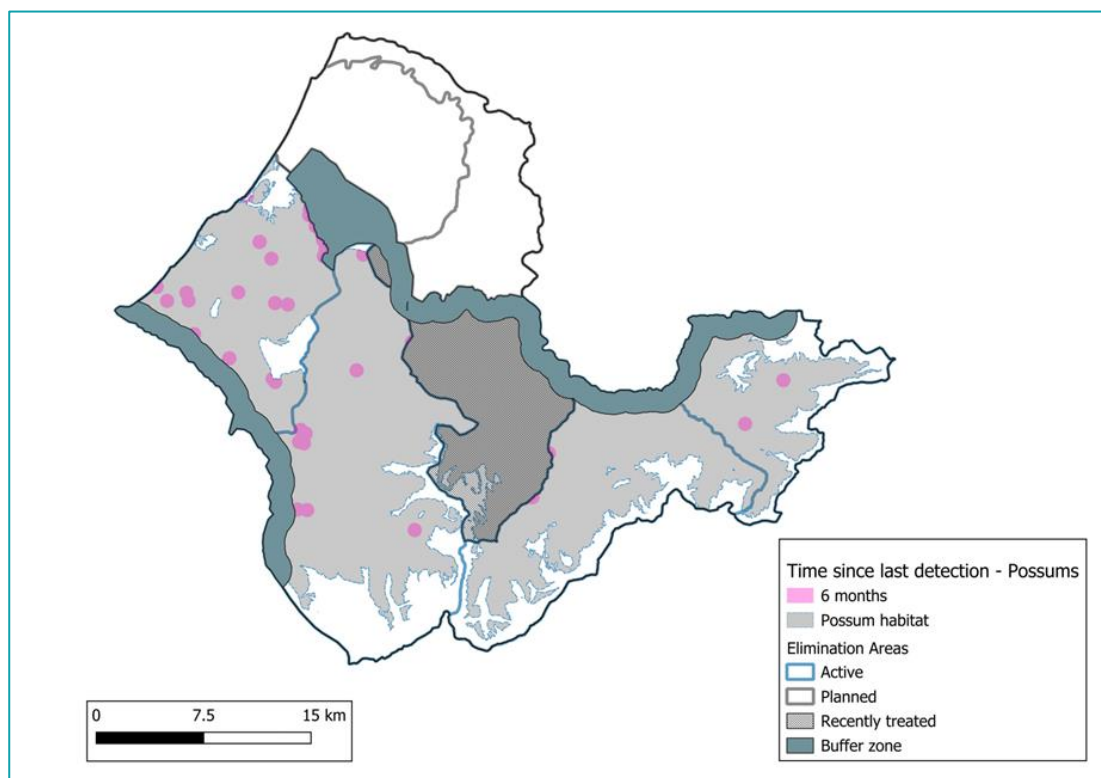 Time since last detection - Possums
6 months
Possum habitat
Elimination Areas
Active
Planned
Recently treated
Buffer zone
0 7.5 15 km